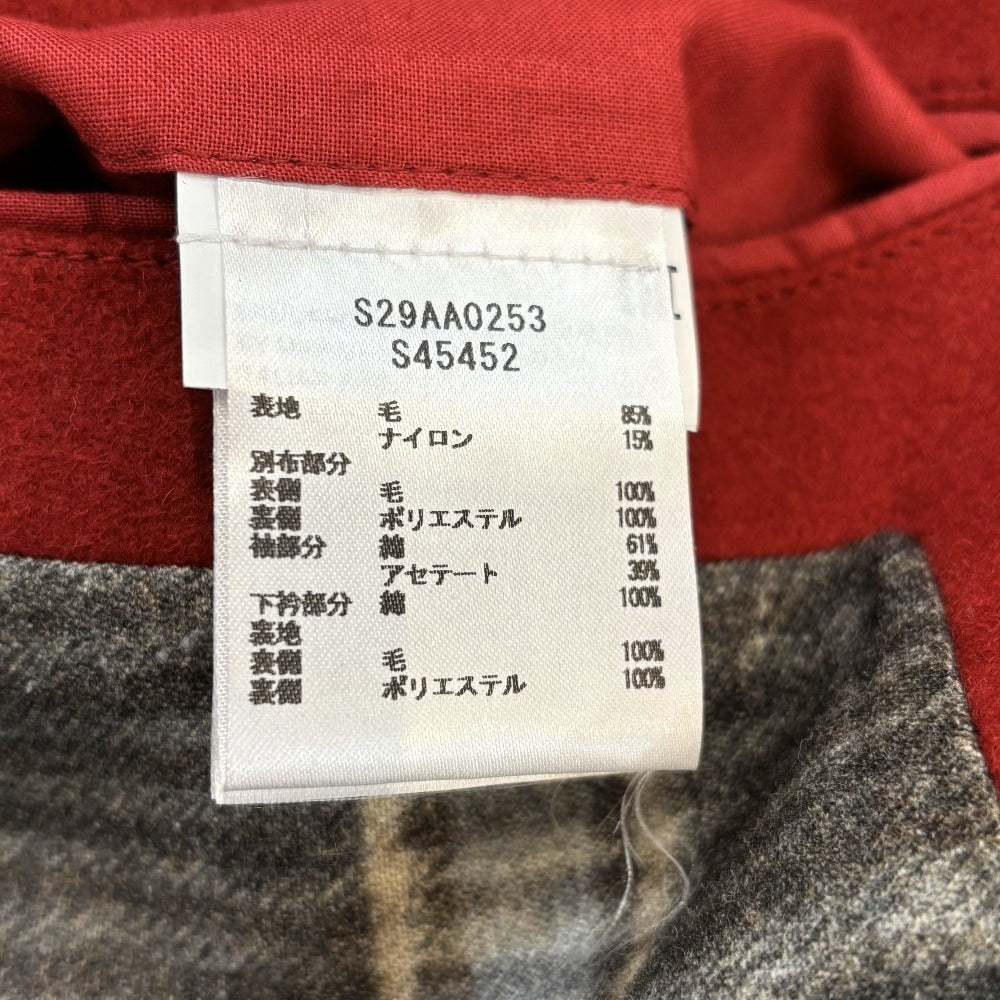 S29AA0253
S45452
表地 毛 85%
ナイロン 15%
別布部分
表側 毛 100%
裏側 ポリエステル 100%
袖部分 綿 61%
アセテート 39%
下衿部分 綿 100%
表地
表側 毛 100%
裏側 ポリエステル 100%